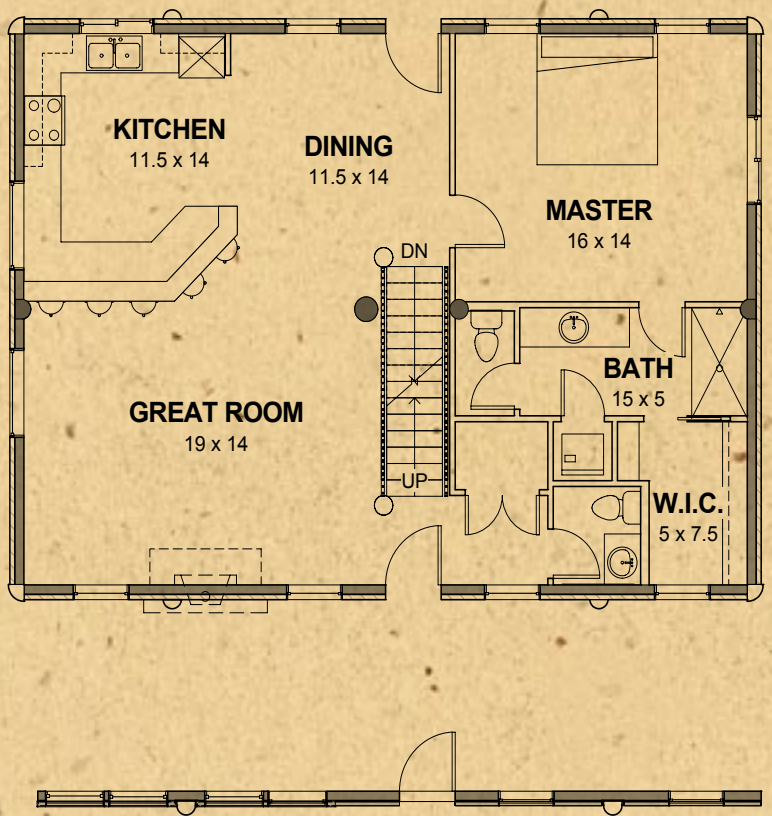 KITCHEN
11.5 x 14
DINING
11.5 x 14
MASTER
16 x 14
DN
BATH
15 x 5
GREAT ROOM
19 x 14
UP
W.I.C.
5 x 7.5